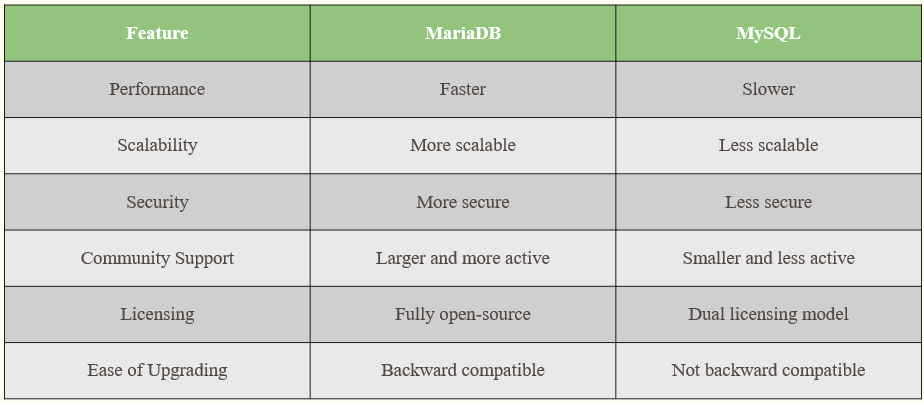 Feature MariaDB MySQL
Performance Faster Slower
Scalability More scalable Less scalable
Security More secure Less secure
Community Support Larger and more active Smaller and less active
Licensing Fully open-source Dual licensing model
Ease of Upgrading Backward compatible Not backward compatible